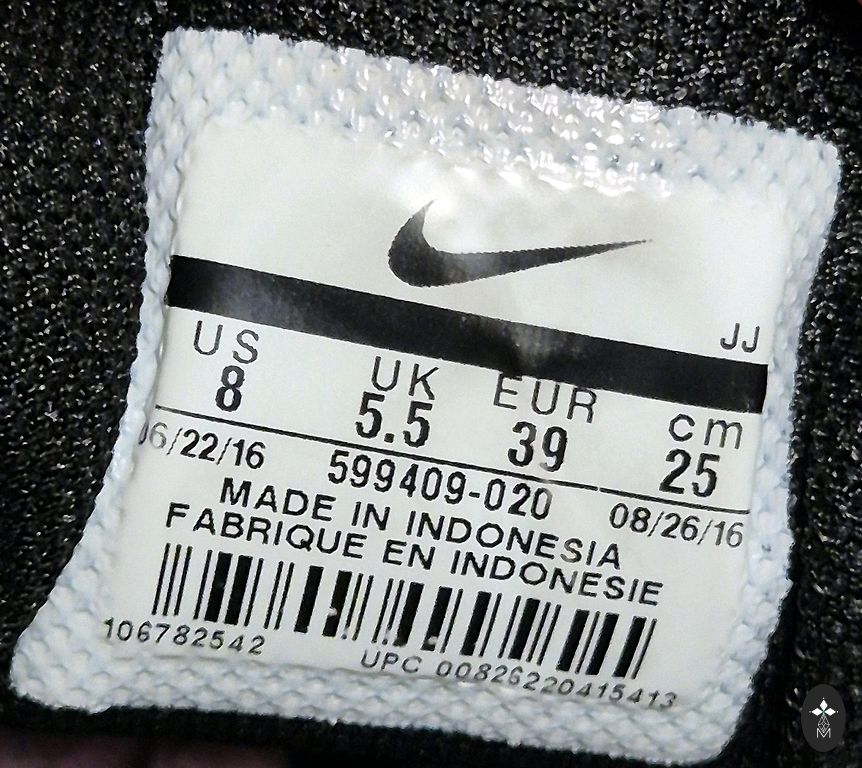 JJ
US UK EUR cm
8 5.5 39 25
06/22/16 599409-020 08/26/16
MADE IN INDONESIA
FABRIQUE EN INDONESIE
106782542 UPC 00826220415413
M